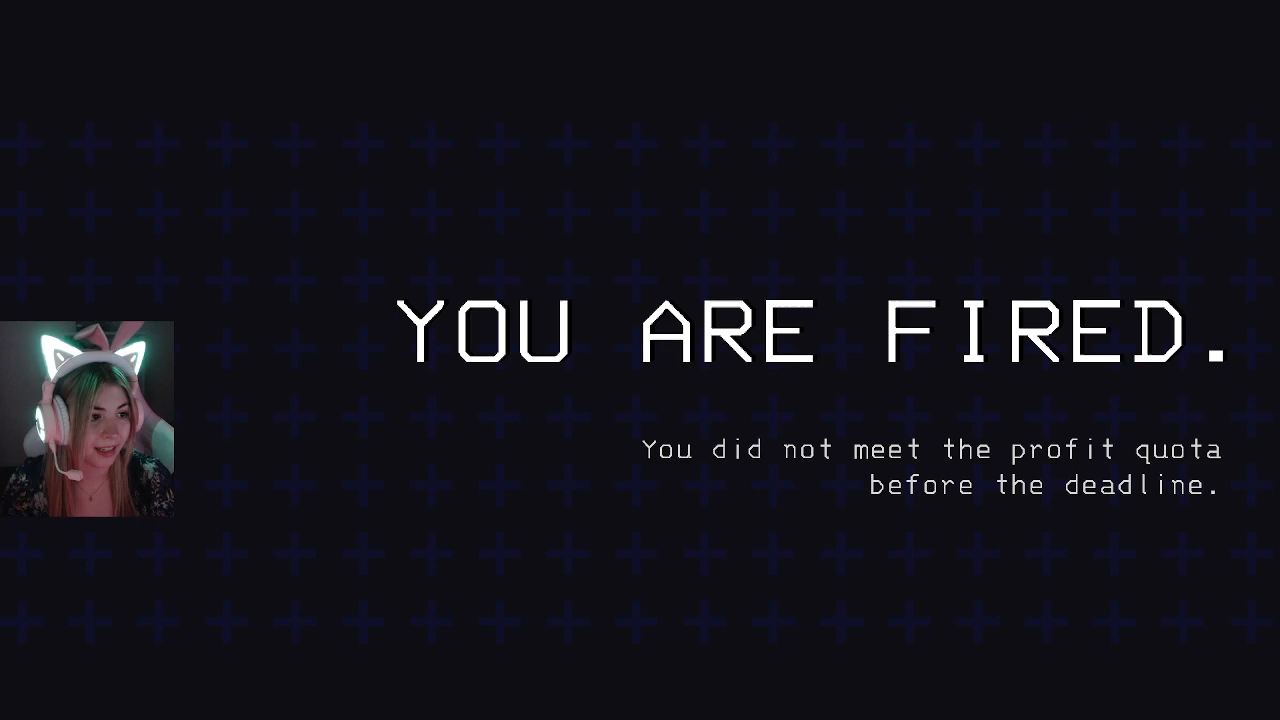 YOU ARE FIRED.
You did not meet the profit quota
before the deadline.